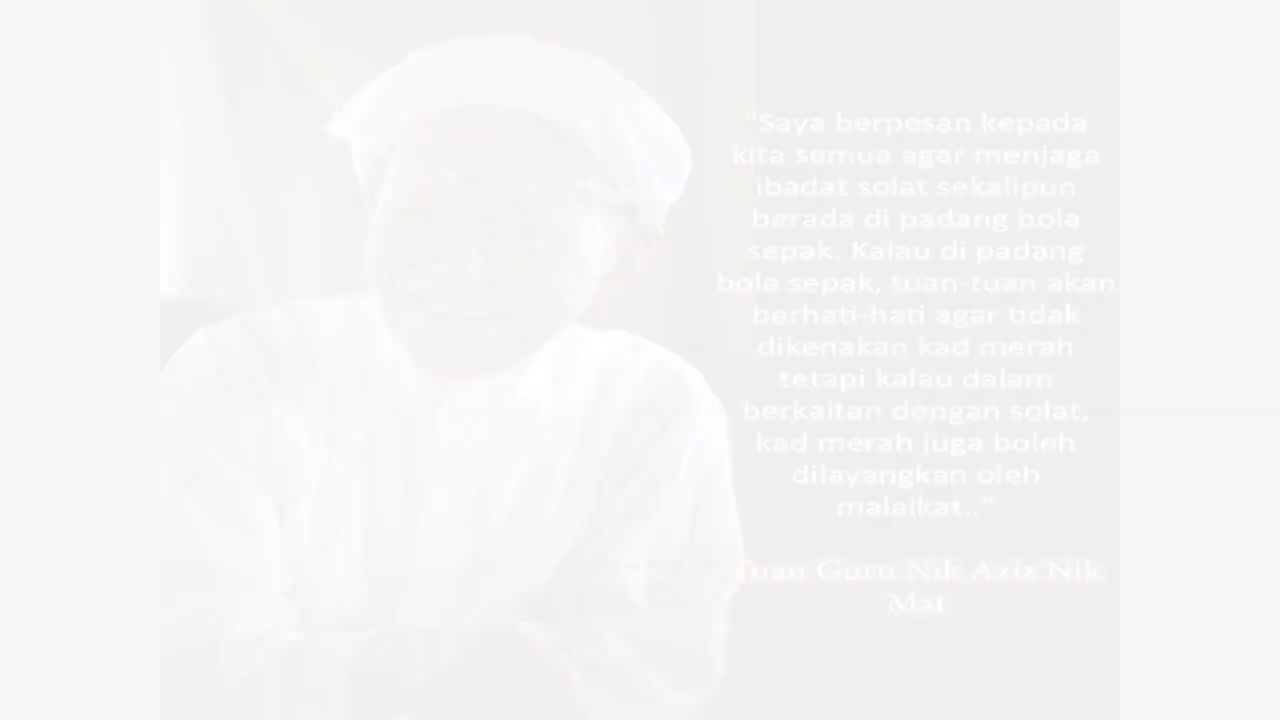 "Saya berpesan kepada
kita semua agar menjaga
ibadat solat sekalipun
berada di padang bola
sepak. Kalau di padang
bola sepak, tuan-tuan akan
berhati-hati agar tidak
dikenakan kad merah
tetapi kalau dalam
berkaitan dengan solat,
kad merah juga boleh
dilayangkan oleh
malaikat.."
Tuan Guru Nik Aziz Nik
Mat